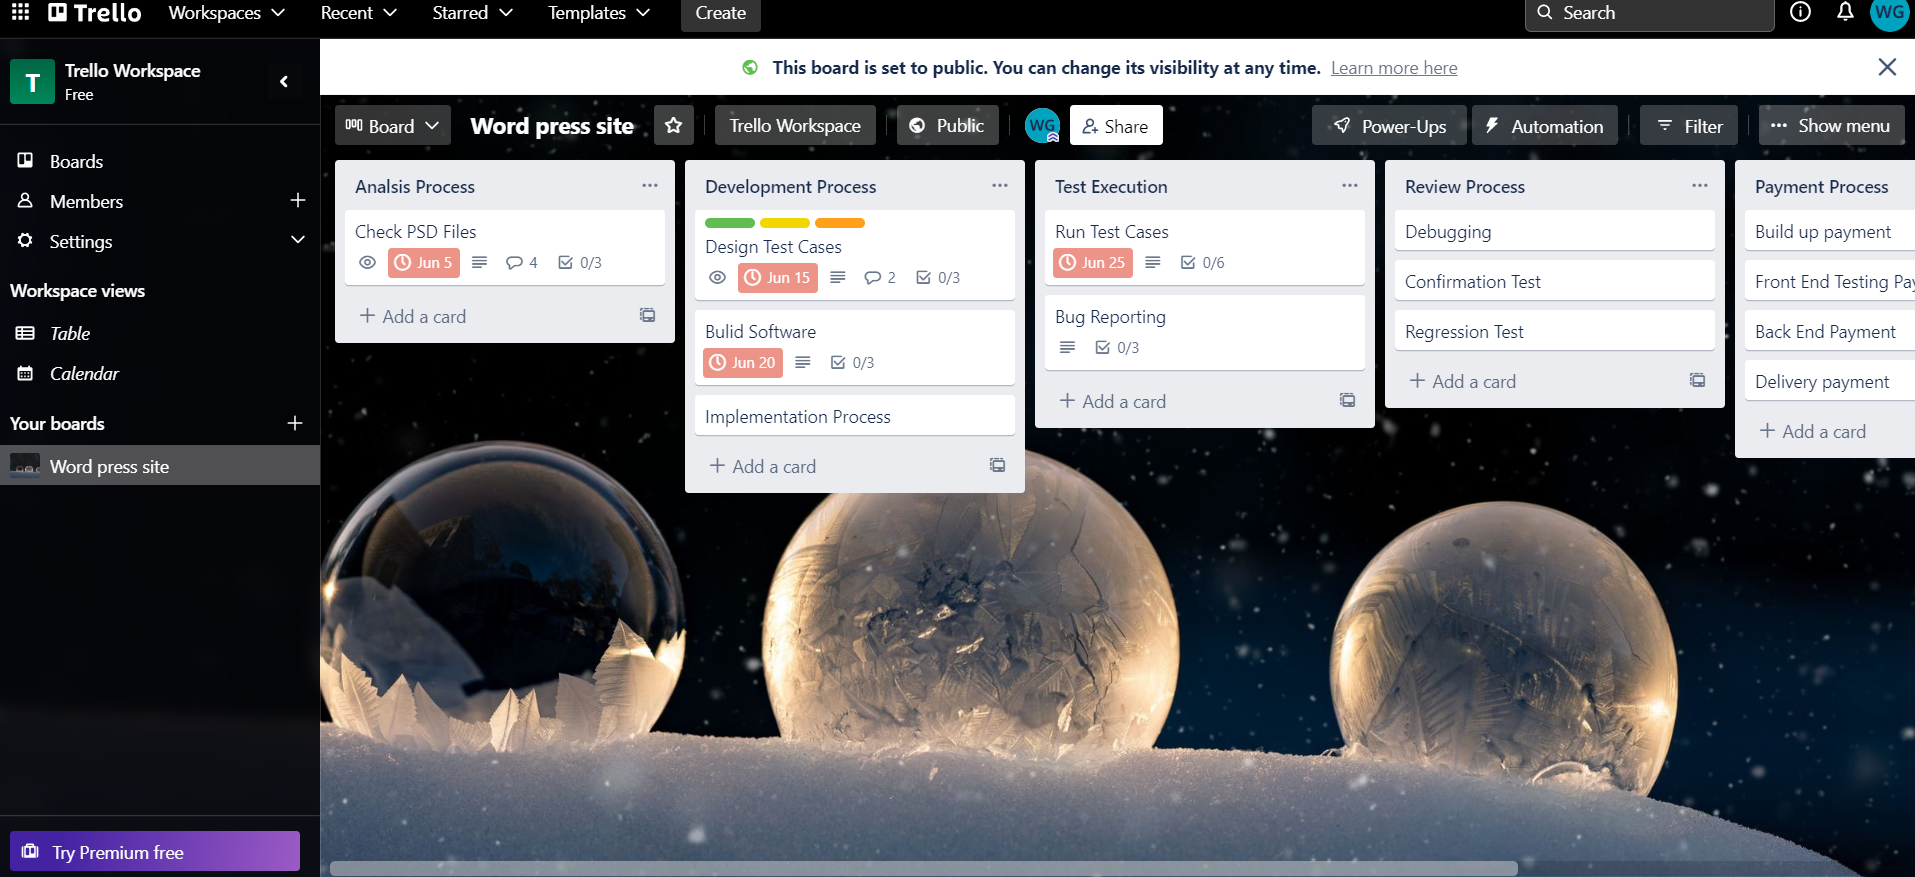 Trello
Workspaces
Recent
Starred
Templates
Create
Search
WG
T
Trello Workspace
Free
This board is set to public. You can change its visibility at any time. Learn more here
Board
Word press site
Trello Workspace
Public
WG
Share
Power-Ups
Automation
Filter
Show menu
Boards
Members
Settings
Workspace views
Table
Calendar
Your boards
Word press site
Try Premium free
Analsis Process
Check PSD Files
Jun 5
4
0/3
Add a card
Development Process
Design Test Cases
Jun 15
2
0/3
Bulid Software
Jun 20
0/3
Implementation Process
Add a card
Test Execution
Run Test Cases
Jun 25
0/6
Bug Reporting
0/3
Add a card
Review Process
Debugging
Confirmation Test
Regression Test
Add a card
Payment Process
Build up payment
Front End Testing Pay
Back End Payment
Delivery payment
Add a card